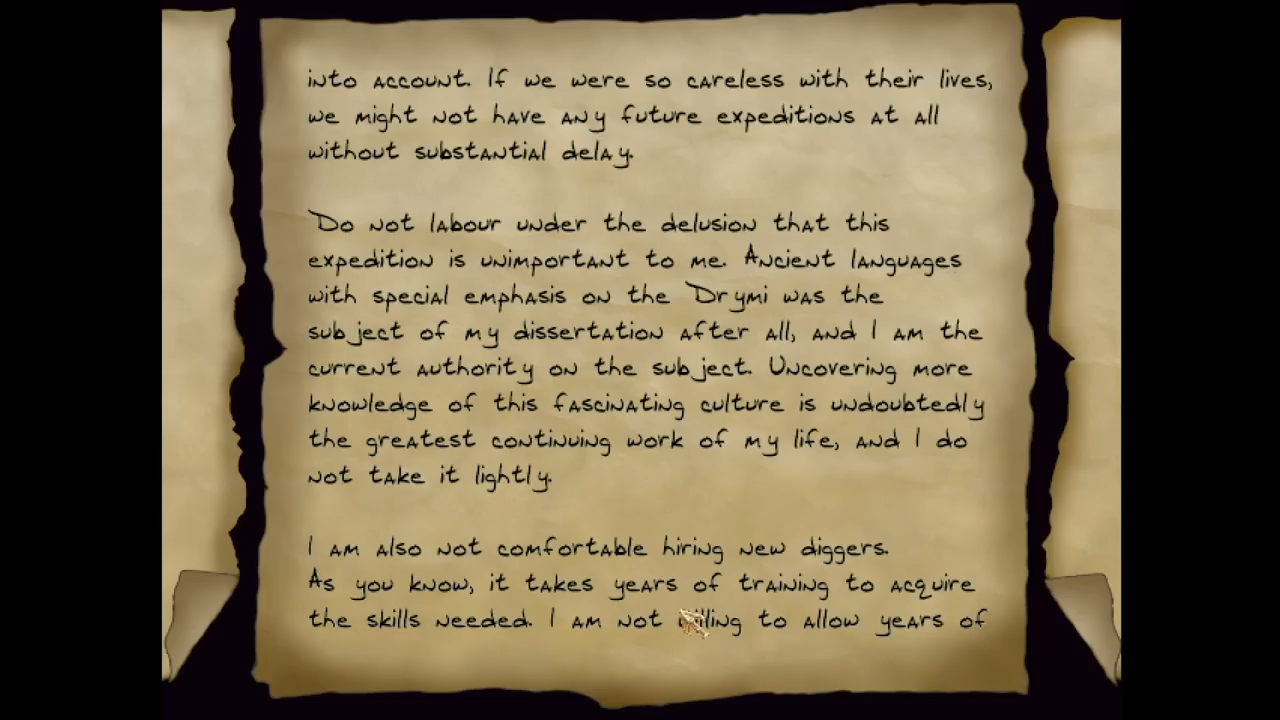 into account. If we were so careless with their lives,
we might not have any future expeditions at all
without substantial delay.
Do not labour under the delusion that this
expedition is unimportant to me. Ancient languages
with special emphasis on the Drymi was the
subject of my dissertation after all, and I am the
current authority on the subject. Uncovering more
knowledge of this fascinating culture is undoubtedly
the greatest continuing work of my life, and I do
not take it lightly.
I am also not comfortable hiring new diggers.
As you know, it takes years of training to acquire
the skills needed. I am not willing to allow years of